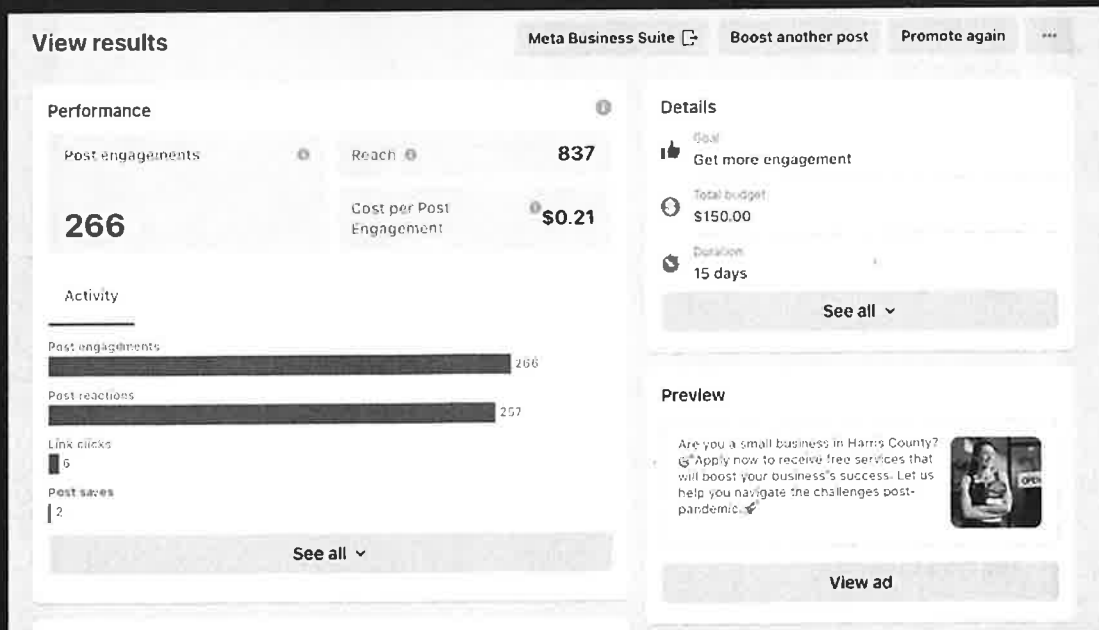 View results
Meta Business Suite
Boost another post
Promote again
...
Performance
Post engagements
266
Reach
837
Cost per Post
Engagement
$0.21
Activity
Post engagements
266
Post reactions
257
Link clicks
6
Post saves
2
See all
Details
Goal
Get more engagement
Total budget
$150.00
Duration
15 days
See all
Preview
Are you a small business in Harris County?
Apply now to receive free services that
will boost your business's success. Let us
help you navigate the challenges post-
pandemic.
OPEN
View ad